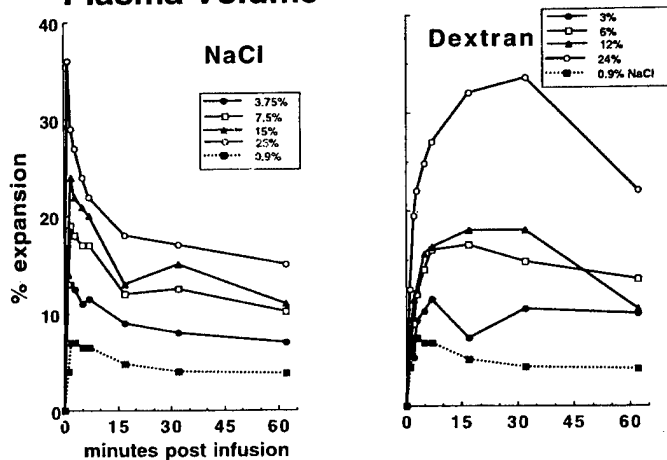 Plasma Volume
40
30
20
10
0
% expansion
NaCl
3.75%
7.5%
15%
25%
0.9%
0 15 30 45 60
minutes post infusion
Dextran
3%
6%
12%
24%
0.9% NaCl
0 15 30 45 60